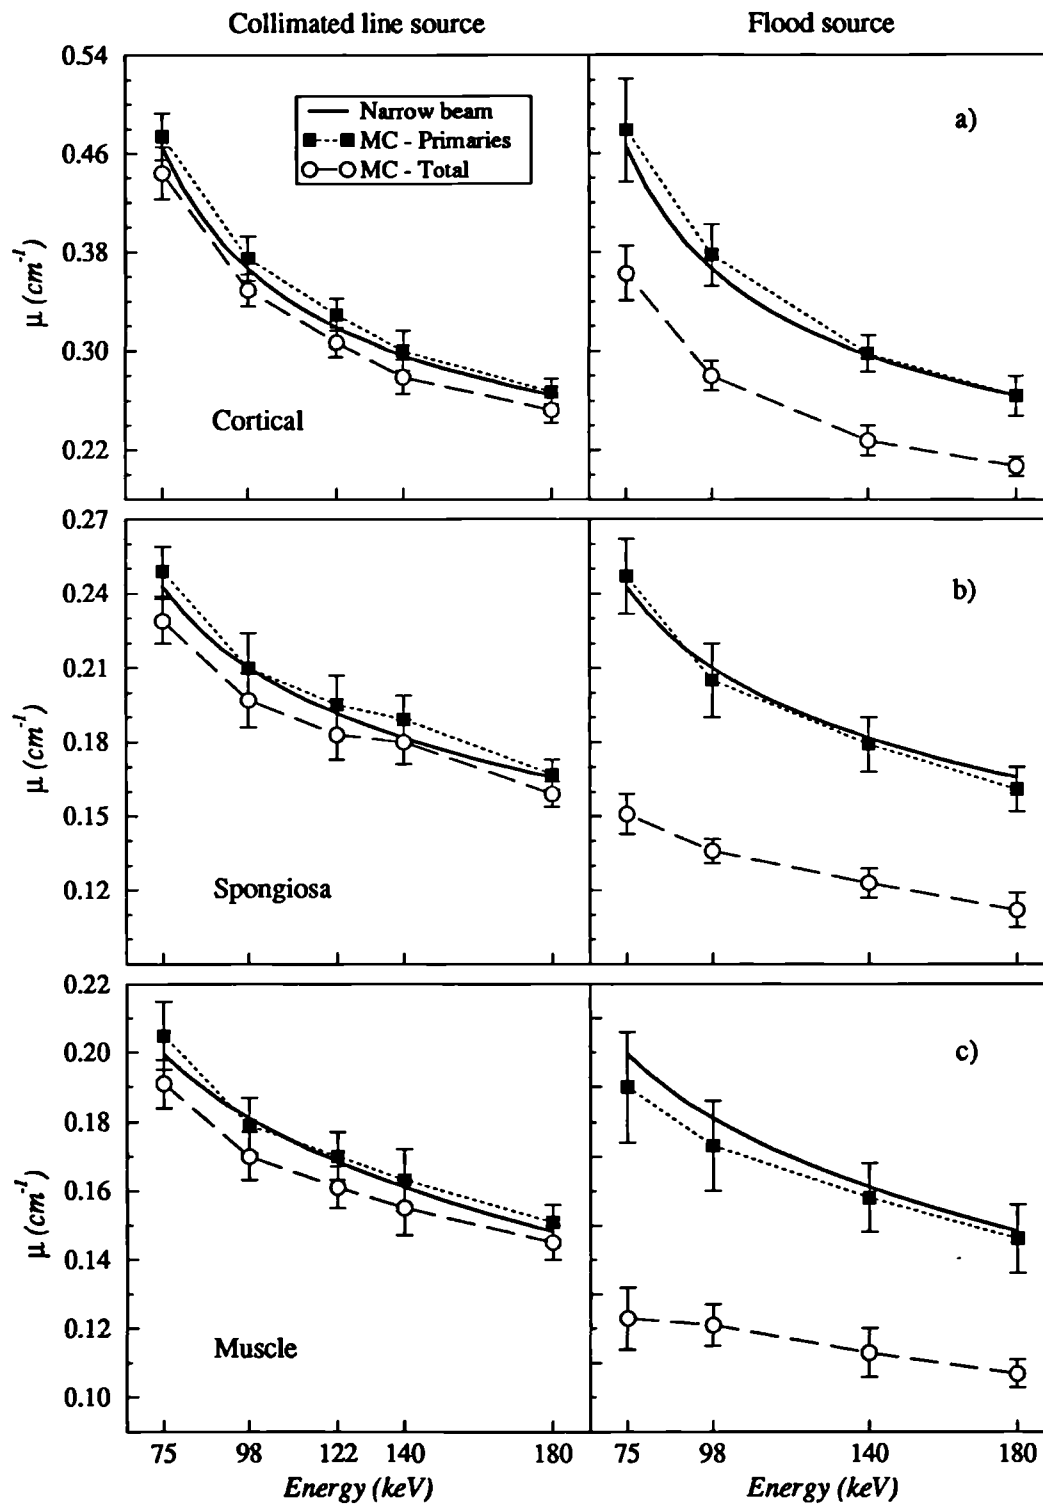 Collimated line source
Flood source
0.54
0.46
0.38
0.30
0.22
μ (cm⁻¹)
Narrow beam
MC - Primaries
MC - Total
Cortical
a)
0.27
0.24
0.21
0.18
0.15
0.12
μ (cm⁻¹)
Spongiosa
b)
0.22
0.20
0.18
0.16
0.14
0.12
0.10
μ (cm⁻¹)
Muscle
c)
75 98 122 140 180
75 98 140 180
Energy (keV)
Energy (keV)